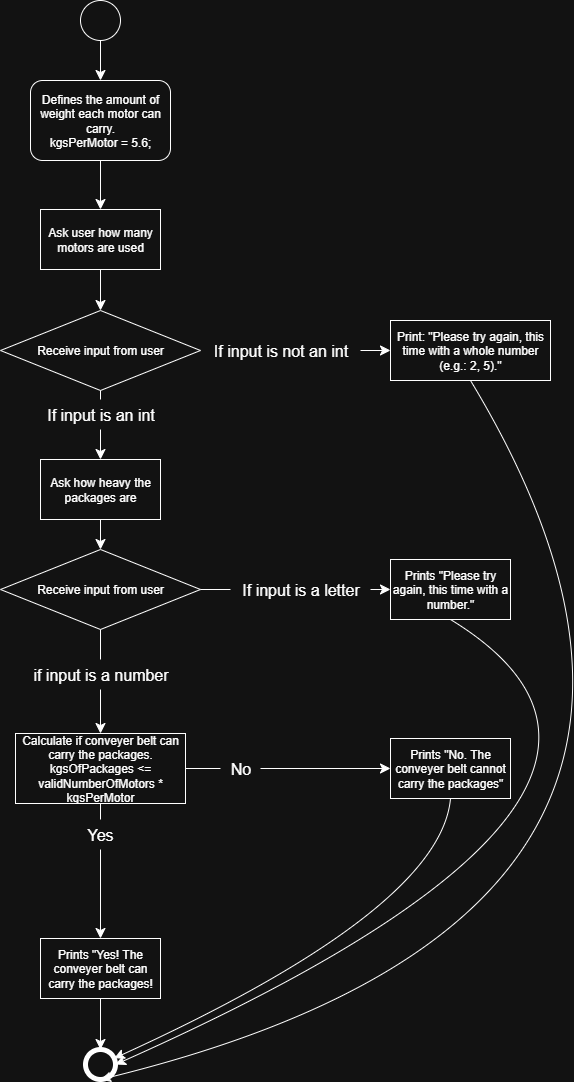 Defines the amount of
weight each motor can
carry.
kgsPerMotor = 5.6;
Ask user how many
motors are used
Receive input from user
If input is not an int
Print: "Please try again, this
time with a whole number
(e.g.: 2, 5)."
If input is an int
Ask how heavy the
packages are
Receive input from user
If input is a letter
Prints "Please try
again, this time with a
number."
if input is a number
Calculate if conveyer belt can
carry the packages.
kgsOfPackages <=
validNumberOfMotors *
kgsPerMotor
No
Prints "No. The
conveyer belt cannot
carry the packages"
Yes
Prints "Yes! The
conveyer belt can
carry the packages!